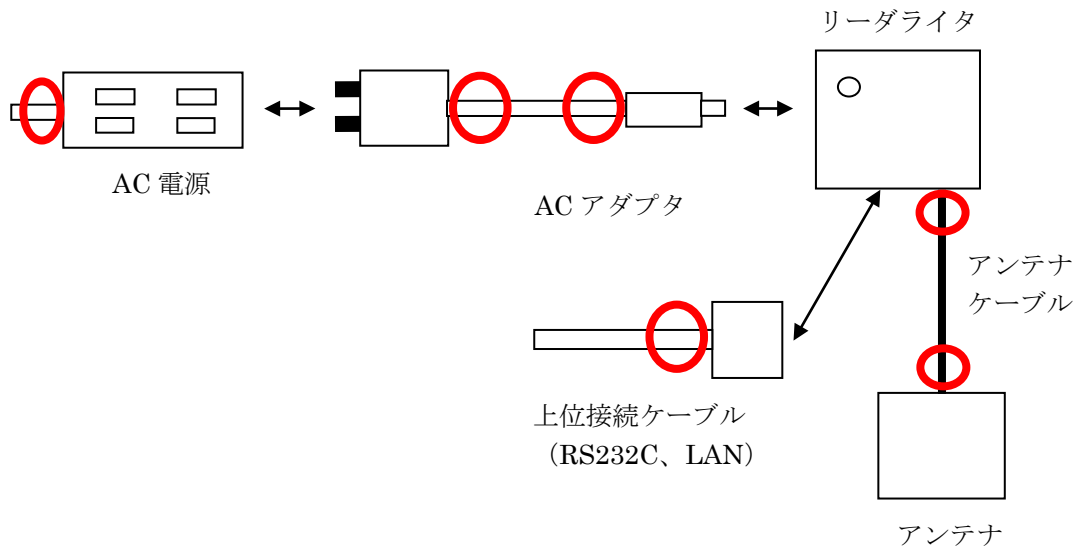 リーダライタ
AC 電源
AC アダプタ
アンテナ
ケーブル
上位接続ケーブル
（RS232C、LAN）
アンテナ